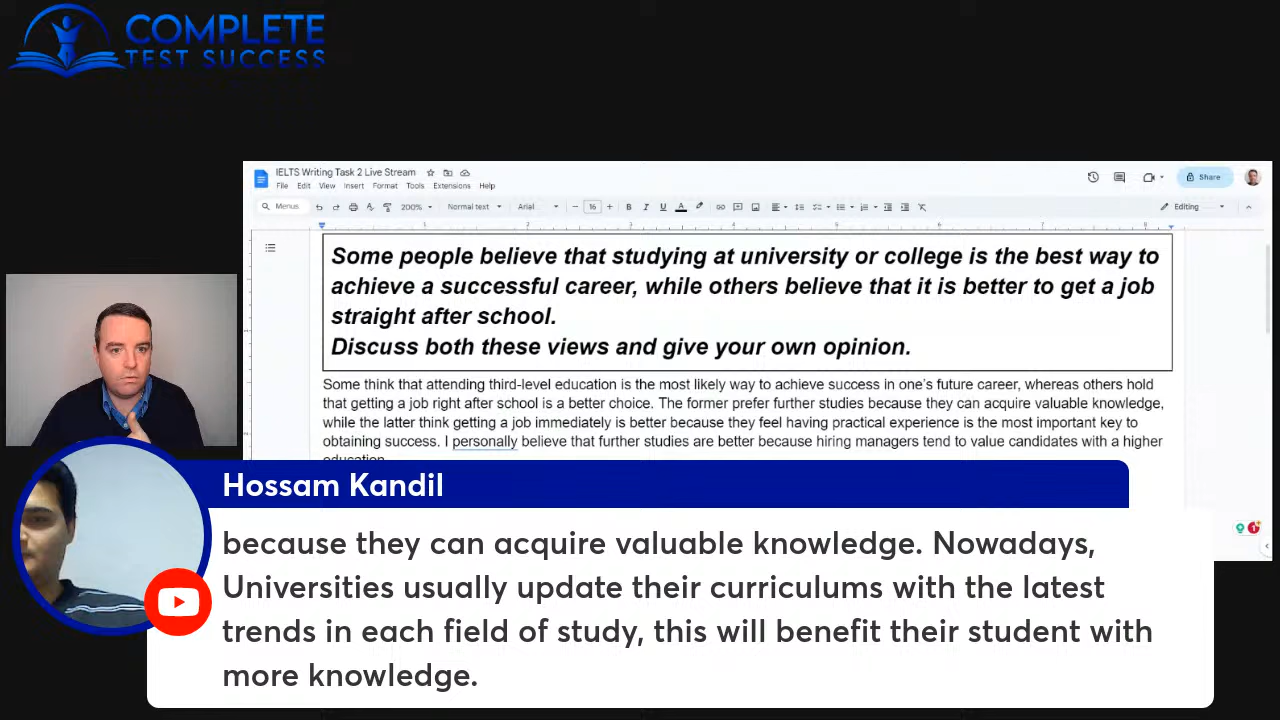 COMPLETE
TEST SUCCESS
IELTS Writing Task 2 Live Stream
File Edit View Insert Format Tools Extensions Help
Share
Menus
200%
Normal text
Arial
16
B I U A
Editing
1 2 3 4 5 6 7 8
Some people believe that studying at university or college is the best way to
achieve a successful career, while others believe that it is better to get a job
straight after school.
Discuss both these views and give your own opinion.
Some think that attending third-level education is the most likely way to achieve success in one's future career, whereas others hold
that getting a job right after school is a better choice. The former prefer further studies because they can acquire valuable knowledge,
while the latter think getting a job immediately is better because they feel having practical experience is the most important key to
obtaining success. I personally believe that further studies are better because hiring managers tend to value candidates with a higher
education.
Hossam Kandil
because they can acquire valuable knowledge. Nowadays,
Universities usually update their curriculums with the latest
trends in each field of study, this will benefit their student with
more knowledge.